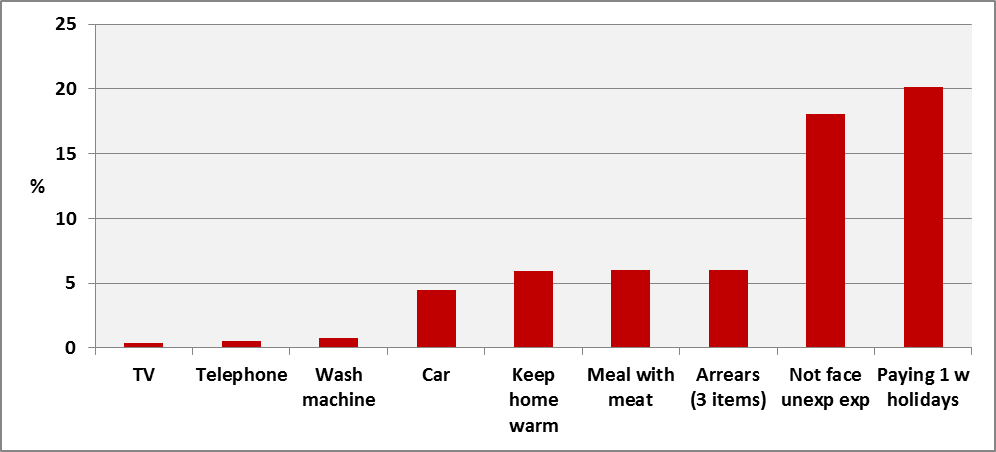 25
20
15
%
10
5
0
TV
Telephone
Wash
machine
Car
Keep
home
warm
Meal with
meat
Arrears
(3 items)
Not face
unexp exp
Paying 1 w
holidays